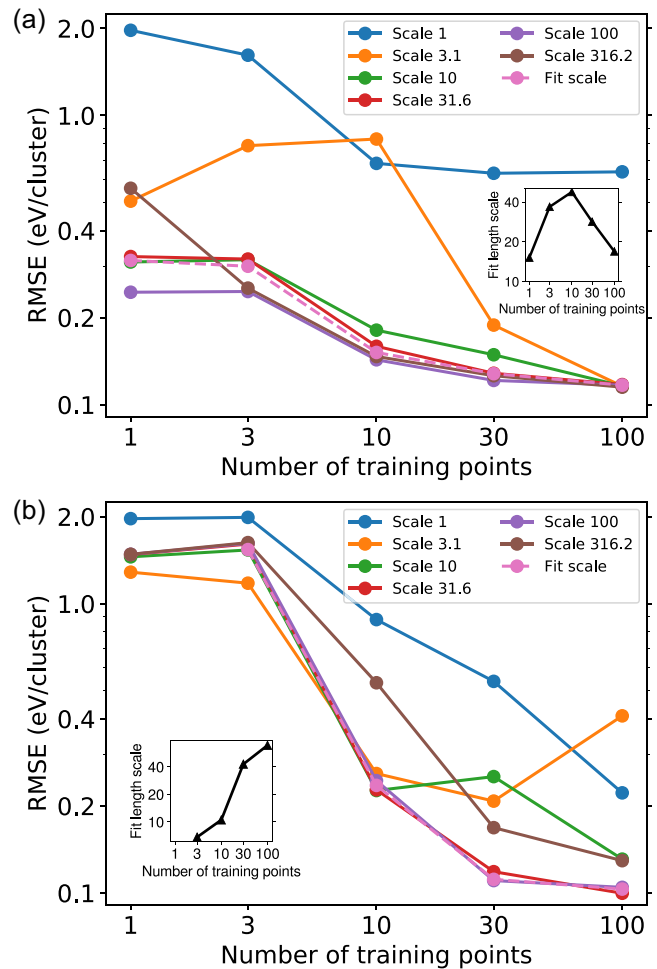 (a)
2.0
1.0
0.4
0.2
0.1
RMSE (eV/cluster)
Scale 1
Scale 3.1
Scale 10
Scale 31.6
Scale 100
Scale 316.2
Fit scale
Fit length scale
40
20
10
1 3 10 30 100
Number of training points
1 3 10 30 100
Number of training points
(b)
2.0
1.0
0.4
0.2
0.1
RMSE (eV/cluster)
Scale 1
Scale 3.1
Scale 10
Scale 31.6
Scale 100
Scale 316.2
Fit scale
Fit length scale
40
20
10
1 3 10 30 100
Number of training points
1 3 10 30 100
Number of training points